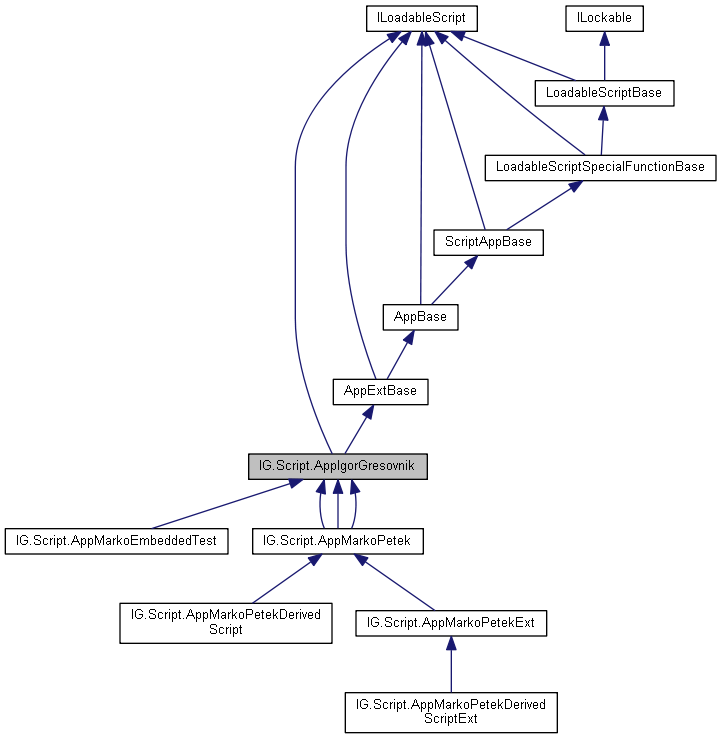 ILoadableScript
ILockable
LoadableScriptBase
LoadableScriptSpecialFunctionBase
ScriptAppBase
AppBase
AppExtBase
IG.Script.AppIgorGresovnik
IG.Script.AppMarkoEmbeddedTest
IG.Script.AppMarkoPetek
IG.Script.AppMarkoPetekDerived
Script
IG.Script.AppMarkoPetekExt
IG.Script.AppMarkoPetekDerived
ScriptExt